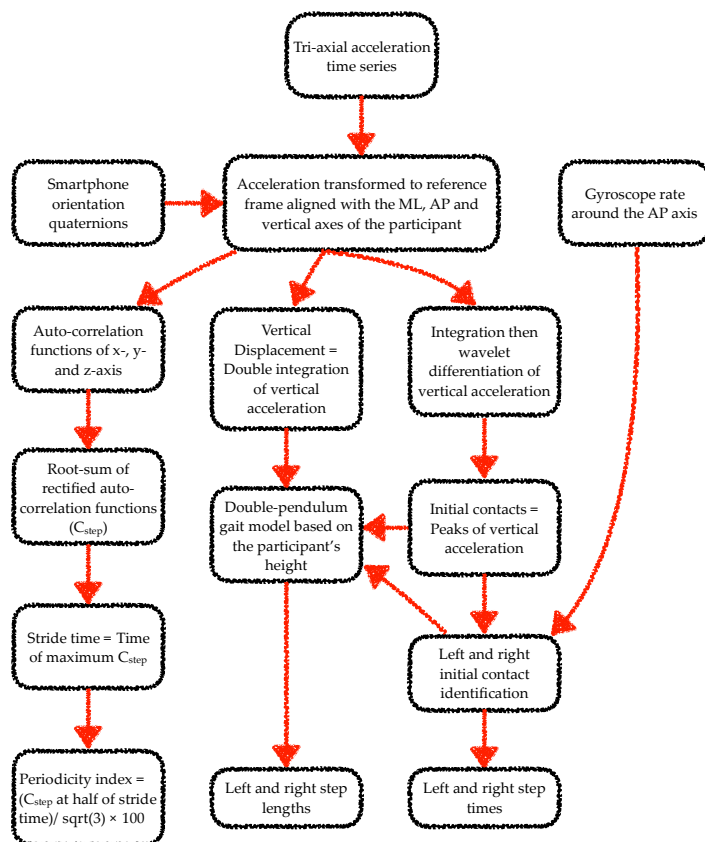 Tri-axial acceleration
time series
Smartphone
orientation
quaternions
Acceleration transformed to reference
frame aligned with the ML, AP and
vertical axes of the participant
Gyroscope rate
around the AP axis
Auto-correlation
functions of x-, y-
and z-axis
Vertical
Displacement =
Double integration
of vertical
acceleration
Integration then
wavelet
differentiation of
vertical acceleration
Root-sum of
rectified auto-
correlation functions
(Cstep)
Double-pendulum
gait model based on
the participant's
height
Initial contacts =
Peaks of vertical
acceleration
Stride time = Time
of maximum Cstep
Left and right
initial contact
identification
Periodicity index =
(Cstep at half of stride
time)/ sqrt(3) × 100
Left and right step
lengths
Left and right step
times